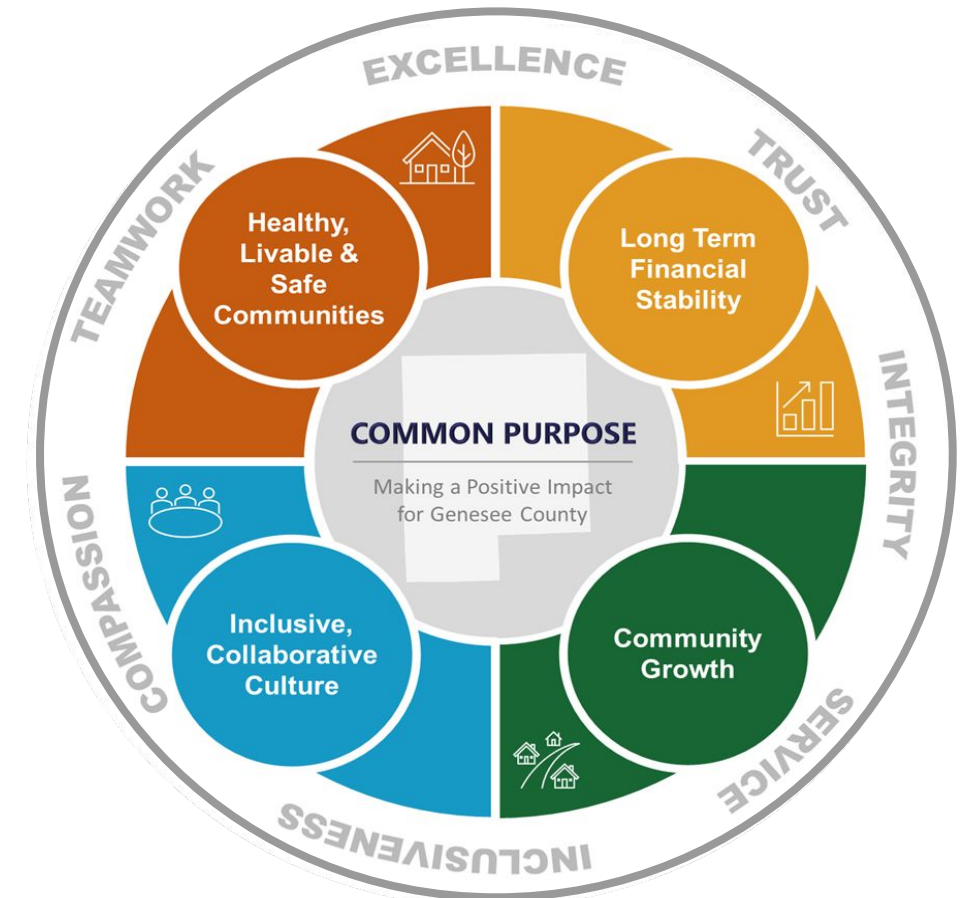 EXCELLENCE
TRUST
INTEGRITY
SERVICE
INCLUSIVENESS
COMPASSION
TEAMWORK
Healthy,
Livable &
Safe
Communities
Long Term
Financial
Stability
COMMON PURPOSE
Making a Positive Impact
for Genesee County
Inclusive,
Collaborative
Culture
Community
Growth